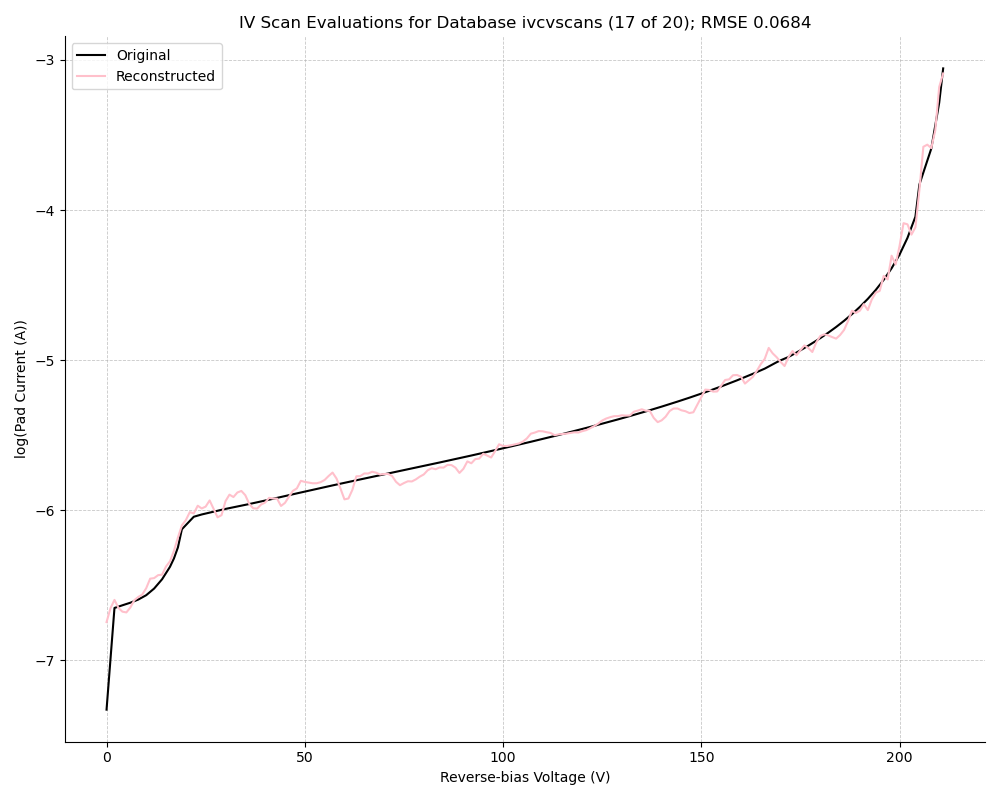 IV Scan Evaluations for Database ivcvscans (17 of 20); RMSE 0.0684
Original
Reconstructed
log(Pad Current (A))
−3
−4
−5
−6
−7
0
50
100
150
200
Reverse-bias Voltage (V)